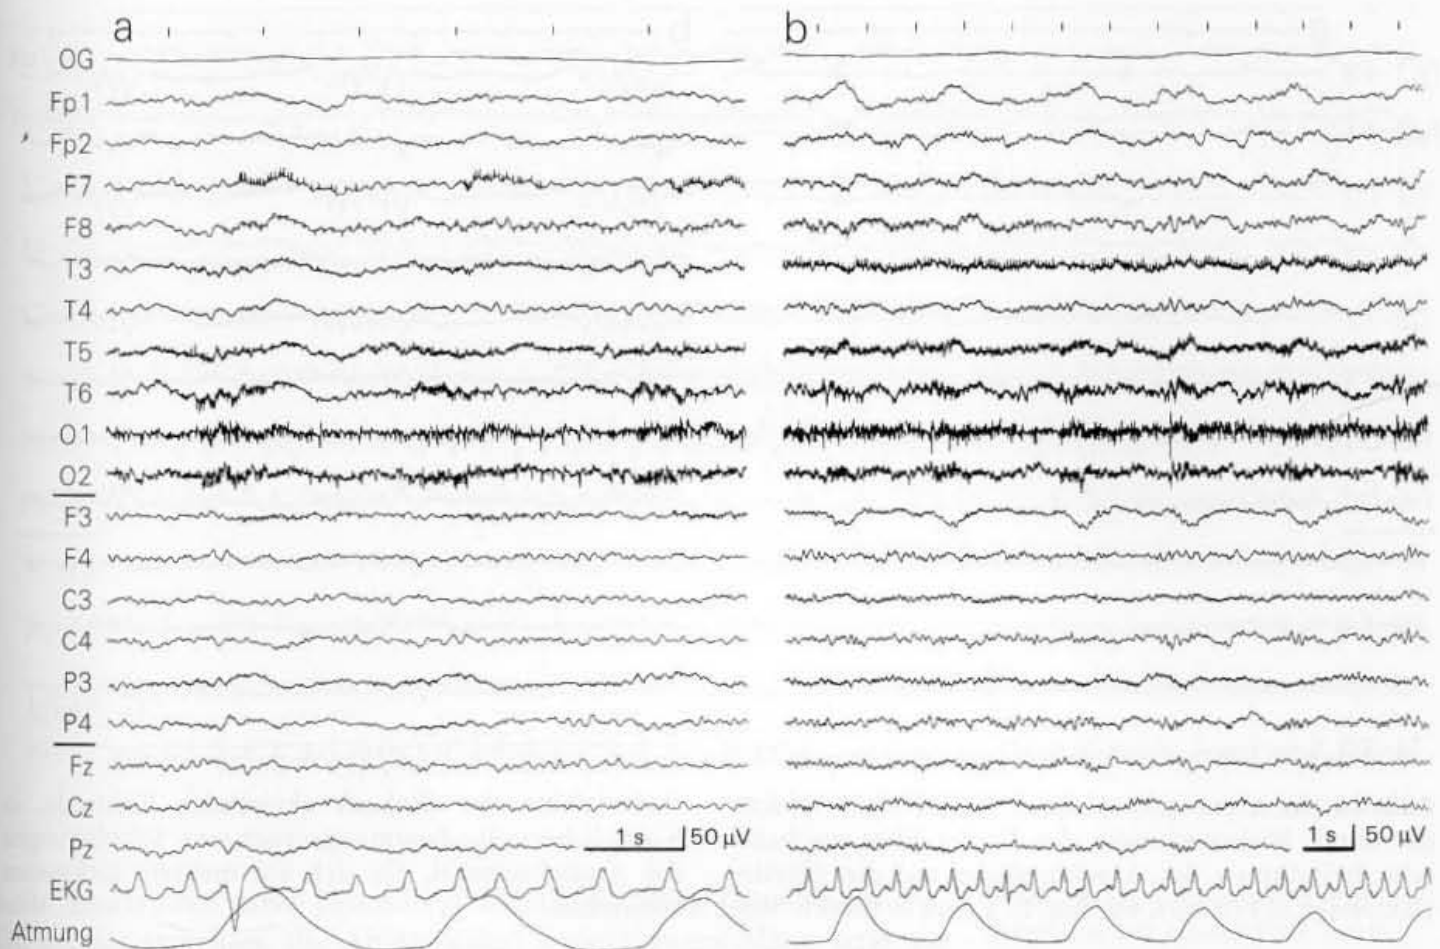 a b
OG
Fp1
Fp2
F7
F8
T3
T4
T5
T6
O1
O2
F3
F4
C3
C4
P3
P4
Fz
Cz
Pz 1 s 50 µV 1 s 50 µV
EKG
Atmung